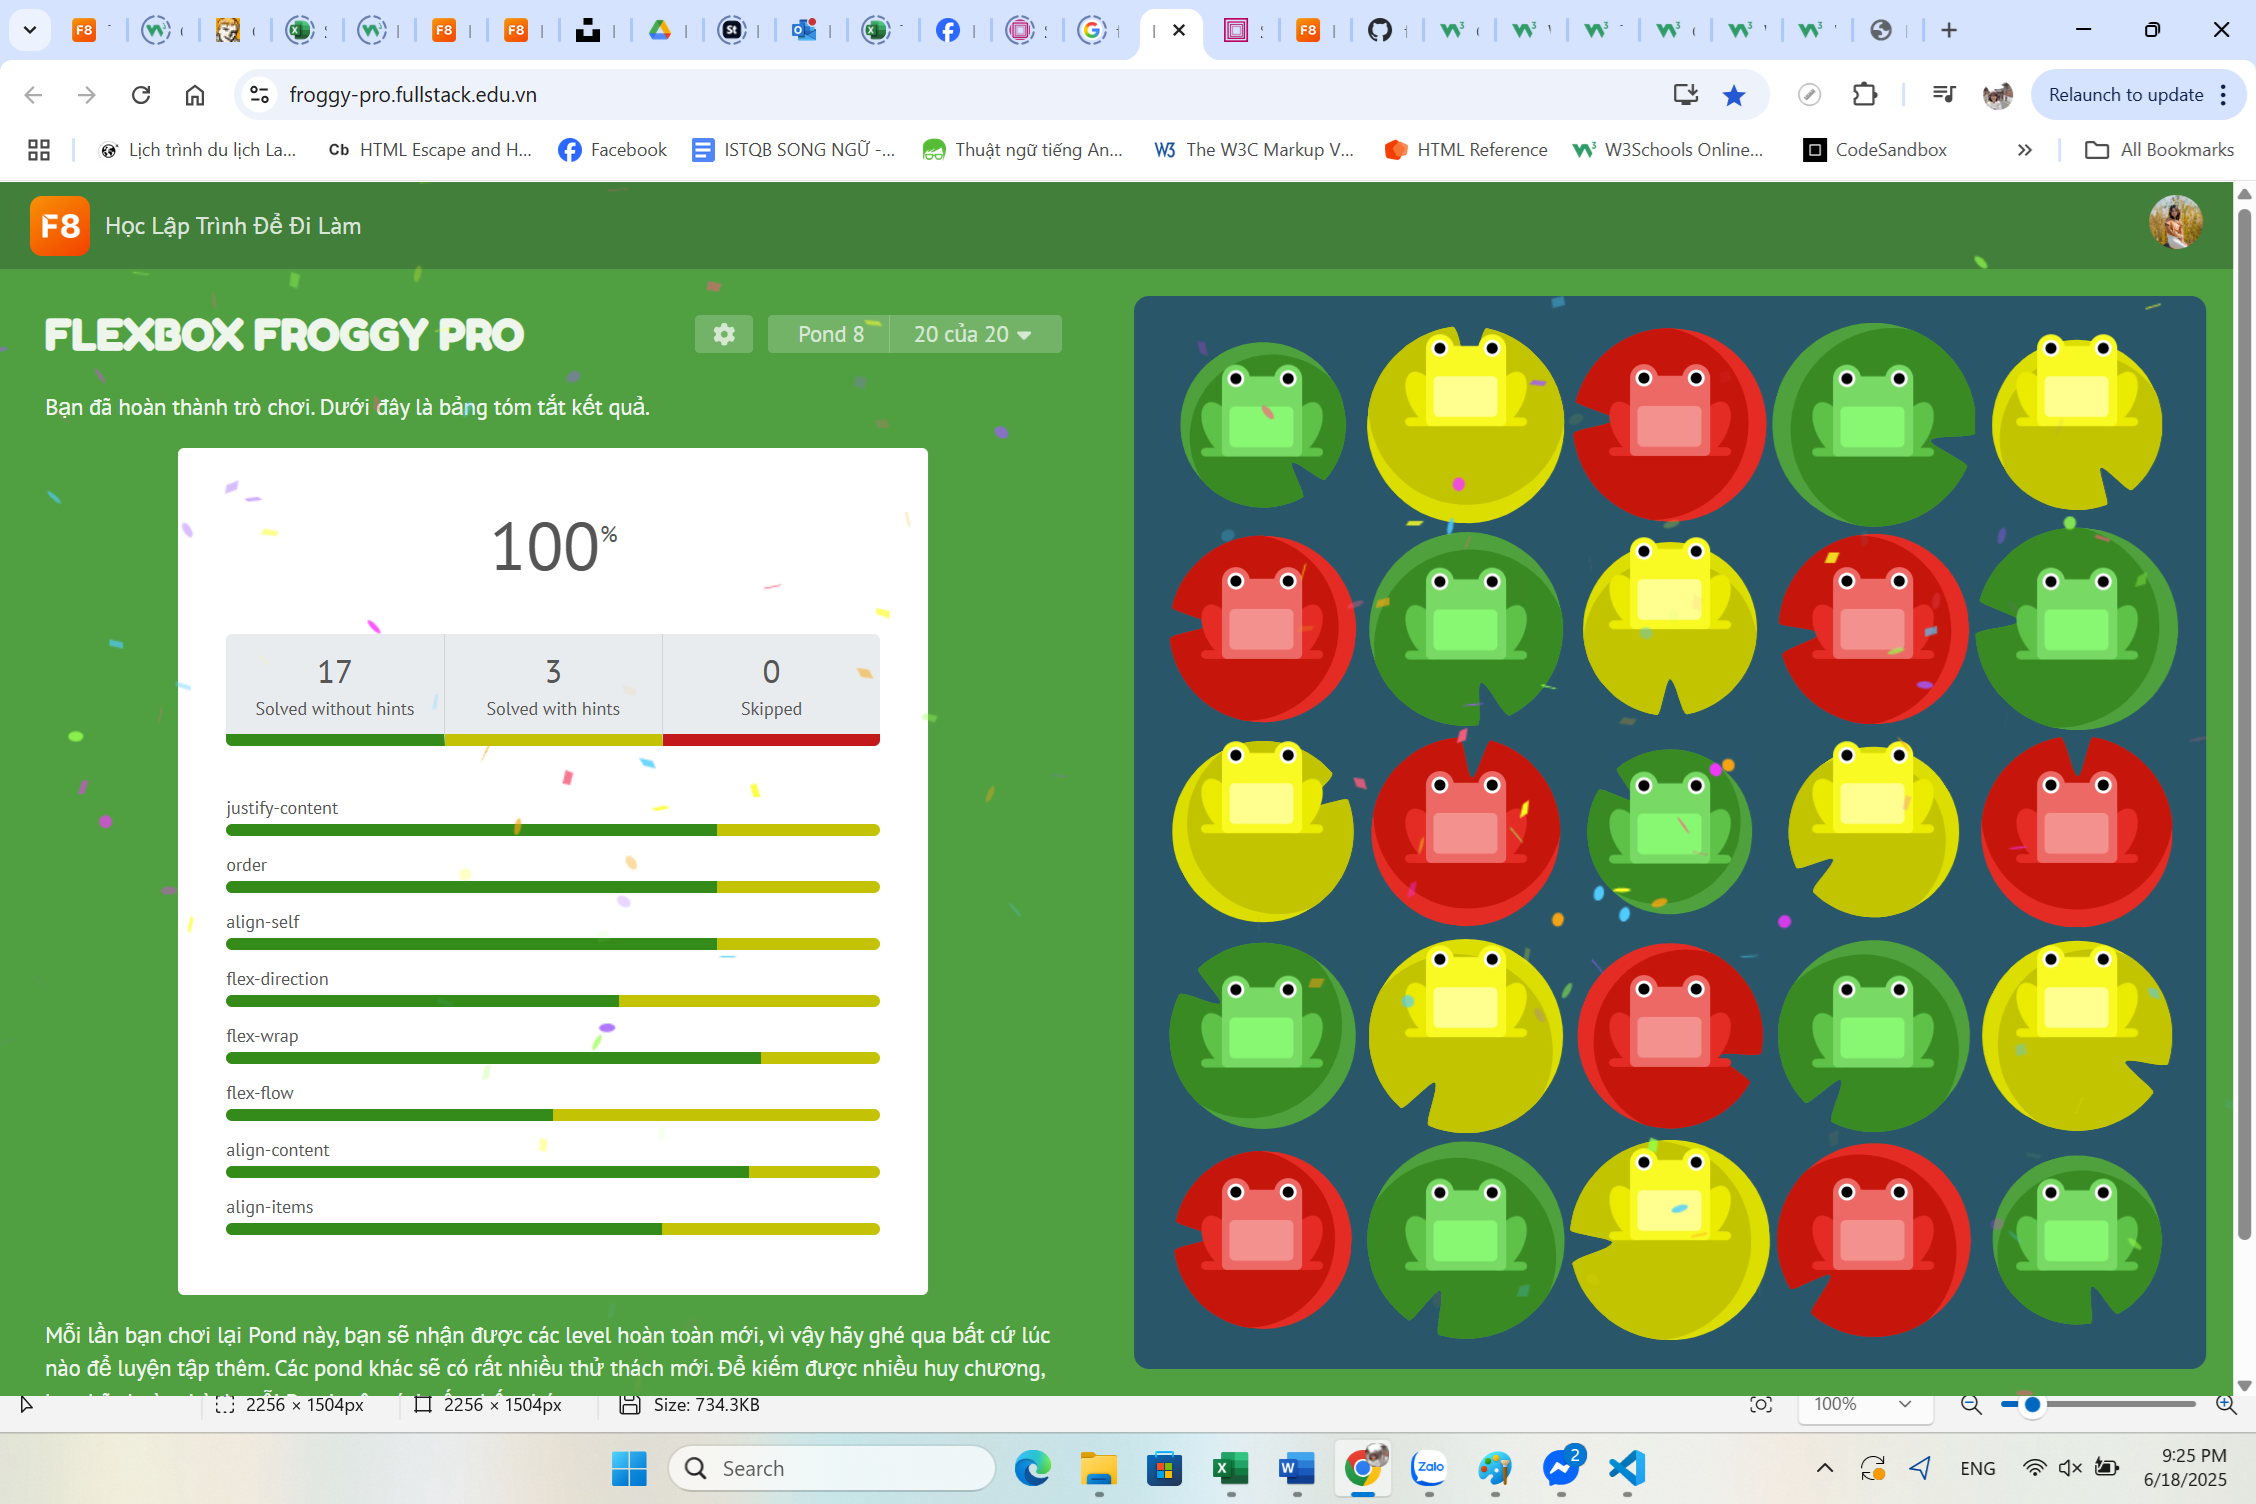 froggy-pro.fullstack.edu.vn
Relaunch to update
Lịch trình du lịch La...
Cb HTML Escape and H...
Facebook
ISTQB SONG NGỮ -...
Thuật ngữ tiếng An...
The W3C Markup V...
HTML Reference
W3Schools Online...
CodeSandbox
»
All Bookmarks
F8 Học Lập Trình Để Đi Làm
FLEXBOX FROGGY PRO
Pond 8
20 của 20
Bạn đã hoàn thành trò chơi. Dưới đây là bảng tóm tắt kết quả.
100%
17
Solved without hints
3
Solved with hints
0
Skipped
justify-content
order
align-self
flex-direction
flex-wrap
flex-flow
align-content
align-items
Mỗi lần bạn chơi lại Pond này, bạn sẽ nhận được các level hoàn toàn mới, vì vậy hãy ghé qua bất cứ lúc
nào để luyện tập thêm. Các pond khác sẽ có rất nhiều thử thách mới. Để kiếm được nhiều huy chương,
2256 × 1504px
2256 × 1504px
Size: 734.3KB
100%
Search
Zalo
2
ENG
9:25 PM
6/18/2025